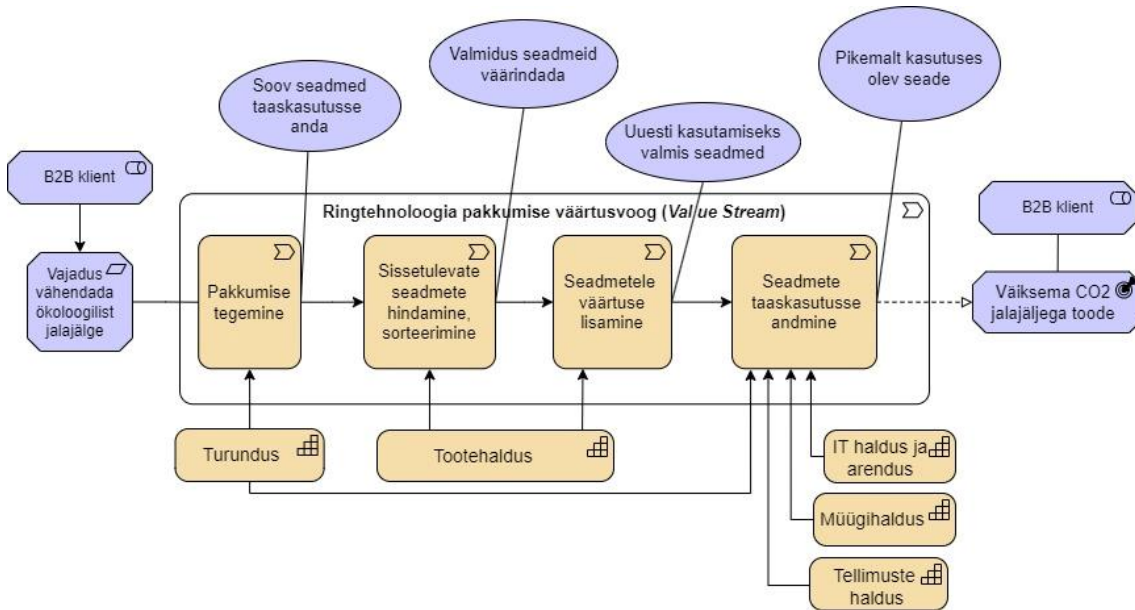 Soov seadmed
taaskasutusse
anda
Valmidus seadmeid
väärindada
Uuesti kasutamiseks
valmis seadmed
Pikemalt kasutuses
olev seade
B2B klient
Vajadus
vähendada
ökoloogilist
jalajälge
Ringtehnoloogia pakkumise väärtusvoog (Value Stream)
Pakkumise
tegemine
Sissetulevate
seadmete
hindamine,
sorteerimine
Seadmetele
väärtuse
lisamine
Seadmete
taaskasutusse
andmine
B2B klient
Väiksema CO2
jalajäljega toode
Turundus
Tootehaldus
IT haldus ja
arendus
Müügihaldus
Tellimuste
haldus